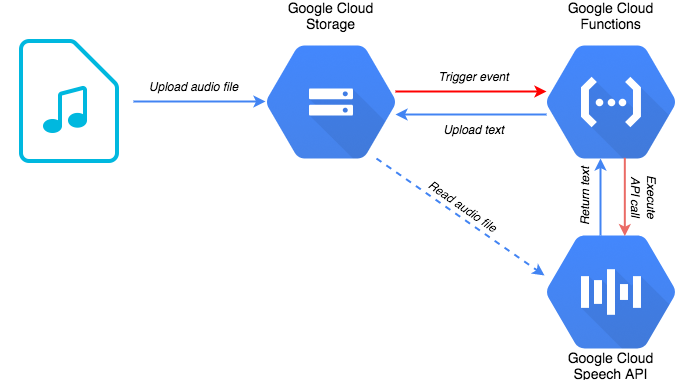 Google Cloud
Storage
Google Cloud
Functions
Upload audio file
Trigger event
Upload text
Read audio file
Return text
Execute
API call
Google Cloud
Speech API